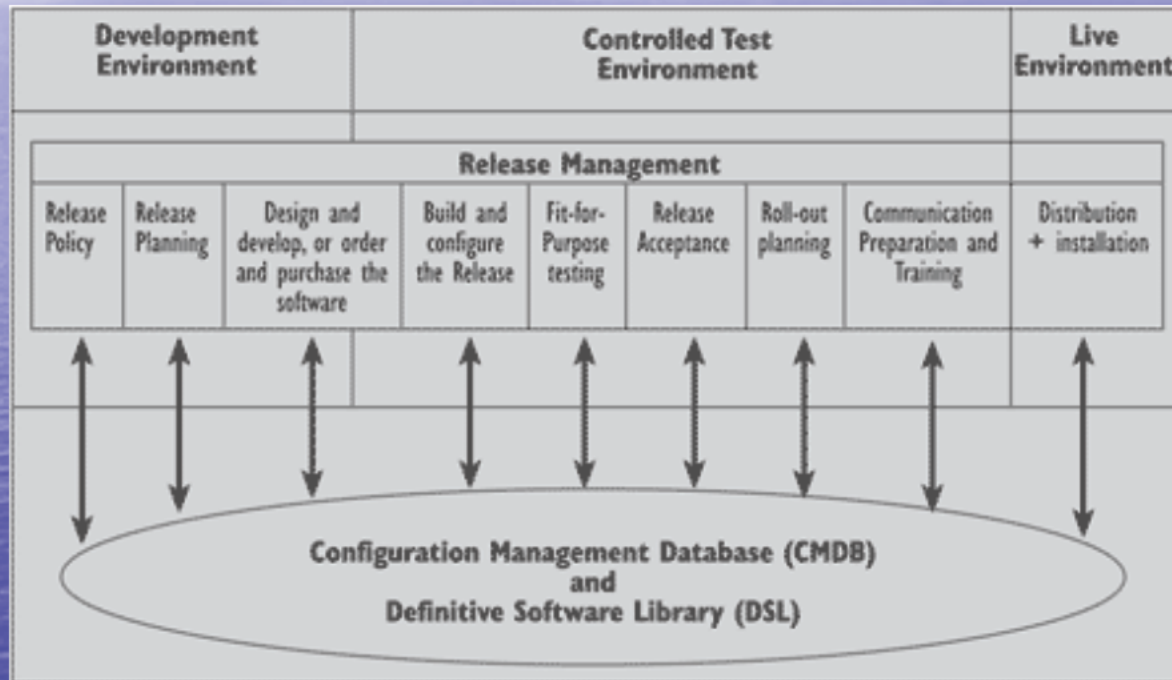 Development
Environment
Controlled Test
Environment
Live
Environment
Release Management
Release
Policy
Release
Planning
Design and
develop, or order
and purchase the
software
Build and
configure
the Release
Fit-for-
Purpose
testing
Release
Acceptance
Roll-out
planning
Communication
Preparation and
Training
Distribution
+ installation
Configuration Management Database (CMDB)
and
Definitive Software Library (DSL)